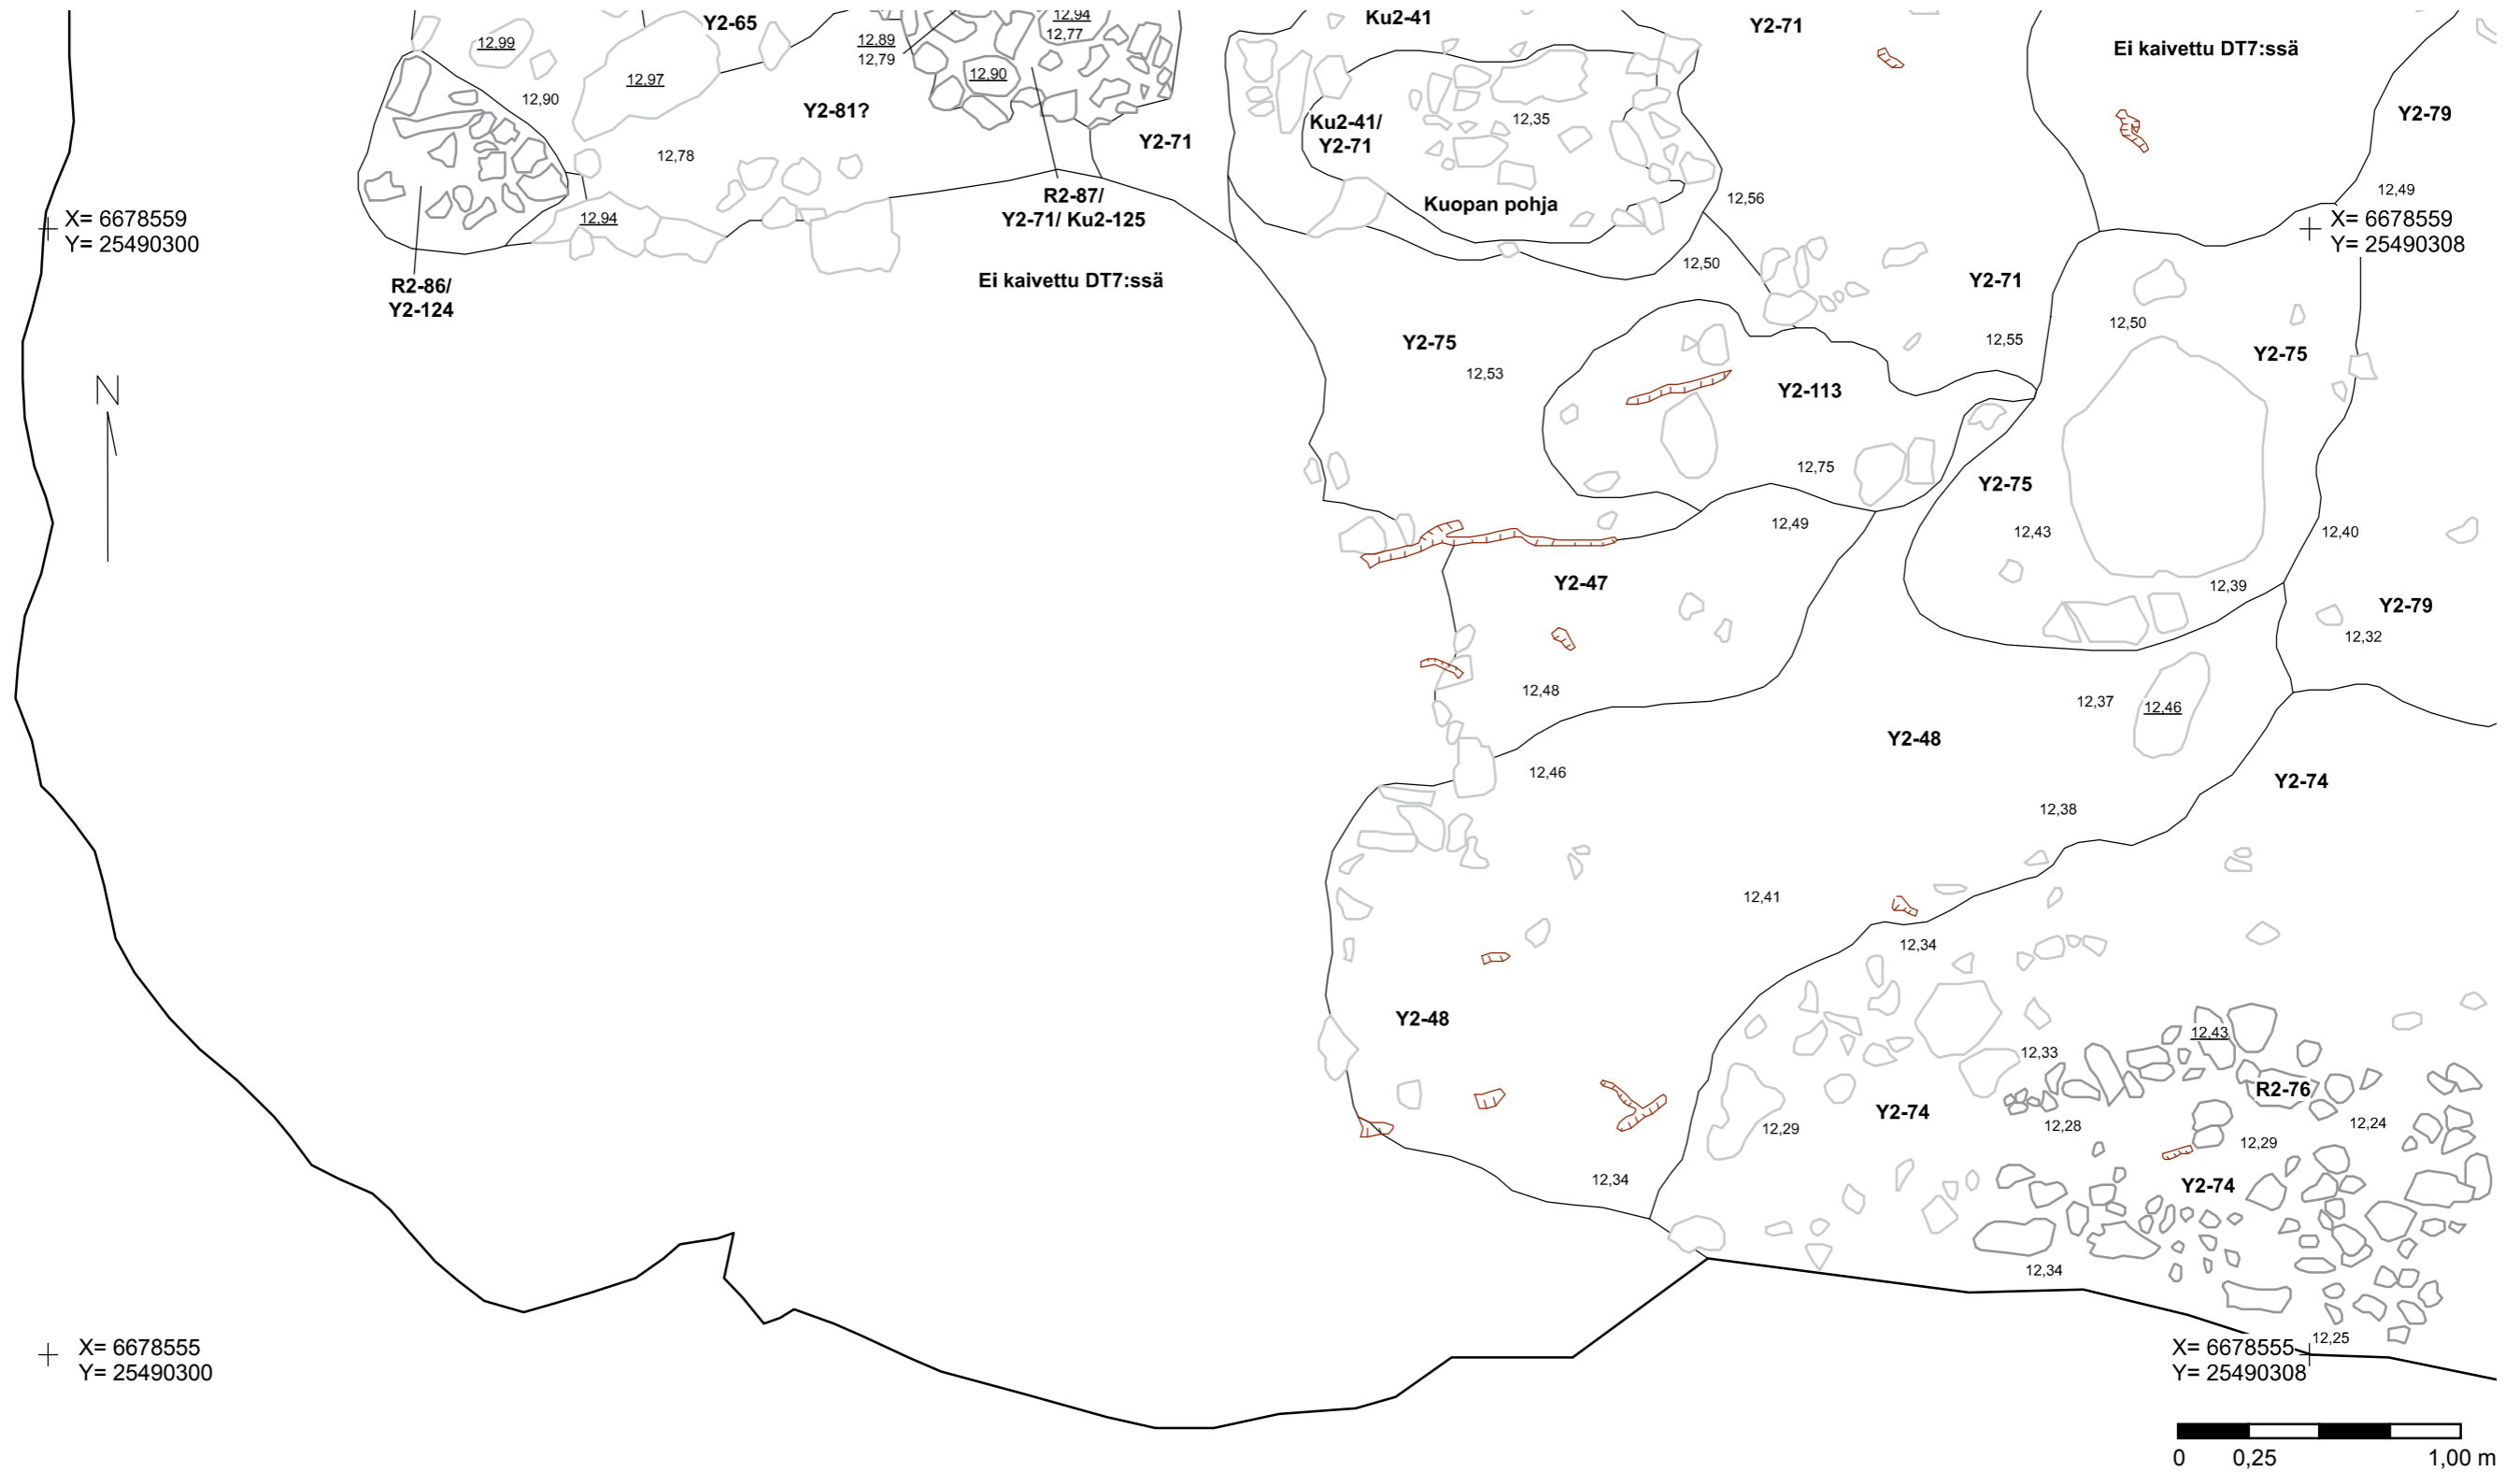 Y2-65
12,94
12,77
Ku2-41
Y2-71
12,99
12,97
12,89
12,79
12,90
Ei kaivettu DT7:ssä
12,90
Y2-81?
Y2-79
12,35
Ku2-41/
Y2-71
12,78
Y2-71
12,49
R2-87/
Y2-71/ Ku2-125
Kuopan pohja
12,56
X= 6678559
Y= 25490300
12,94
X= 6678559
Y= 25490308
12,50
Ei kaivettu DT7:ssä
Y2-71
R2-86/
Y2-124
12,50
Y2-75
12,55
Y2-75
12,53
N
Y2-113
12,75
Y2-75
12,49
12,43
12,40
Y2-47
12,39
Y2-79
12,32
12,48
12,37
12,46
Y2-48
12,46
Y2-74
12,38
12,41
12,34
Y2-48
12,43
12,33
R2-76
Y2-74
12,29
12,28
12,24
12,29
12,34
Y2-74
12,34
12,25
X= 6678555
Y= 25490300
X= 6678555
Y= 25490308
0 0,25 1,00 m